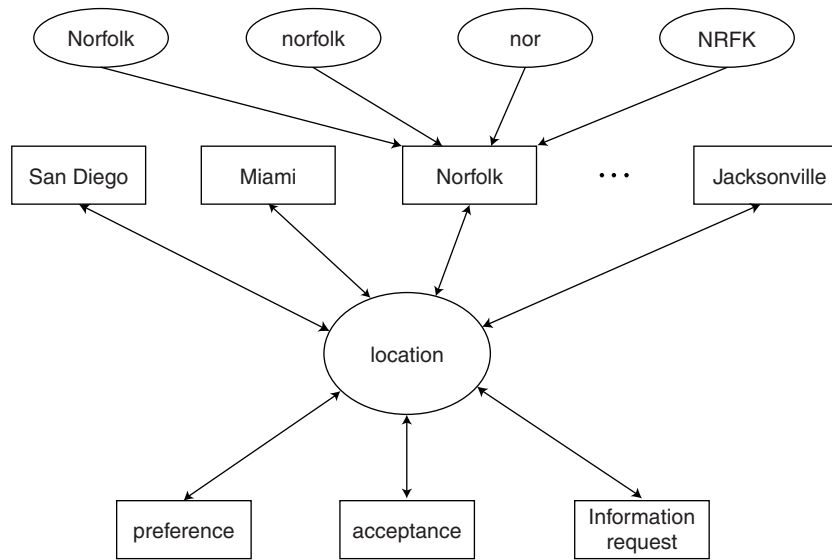 Norfolk
norfolk
nor
NRFK
San Diego
Miami
Norfolk
...
Jacksonville
location
preference
acceptance
Information
request